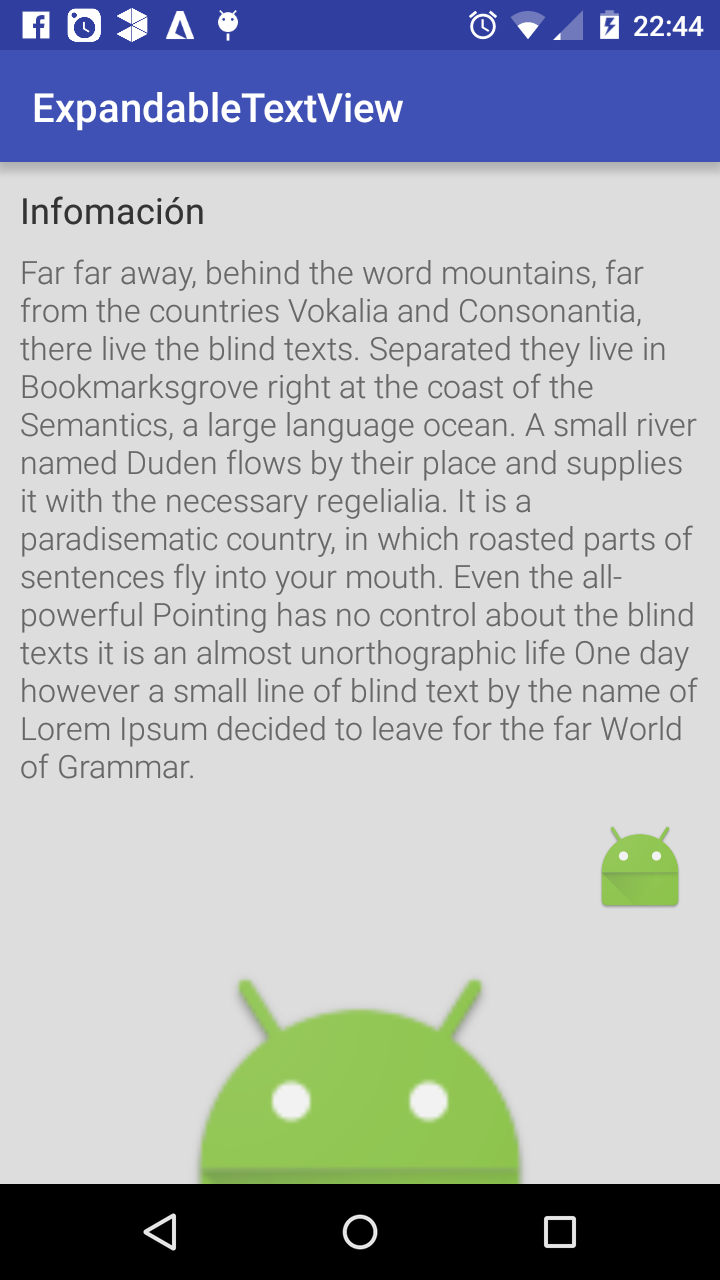 22:44
ExpandableTextView
Infomación
Far far away, behind the word mountains, far
from the countries Vokalia and Consonantia,
there live the blind texts. Separated they live in
Bookmarksgrove right at the coast of the
Semantics, a large language ocean. A small river
named Duden flows by their place and supplies
it with the necessary regelialia. It is a
paradisematic country, in which roasted parts of
sentences fly into your mouth. Even the all-
powerful Pointing has no control about the blind
texts it is an almost unorthographic life One day
however a small line of blind text by the name of
Lorem Ipsum decided to leave for the far World
of Grammar.